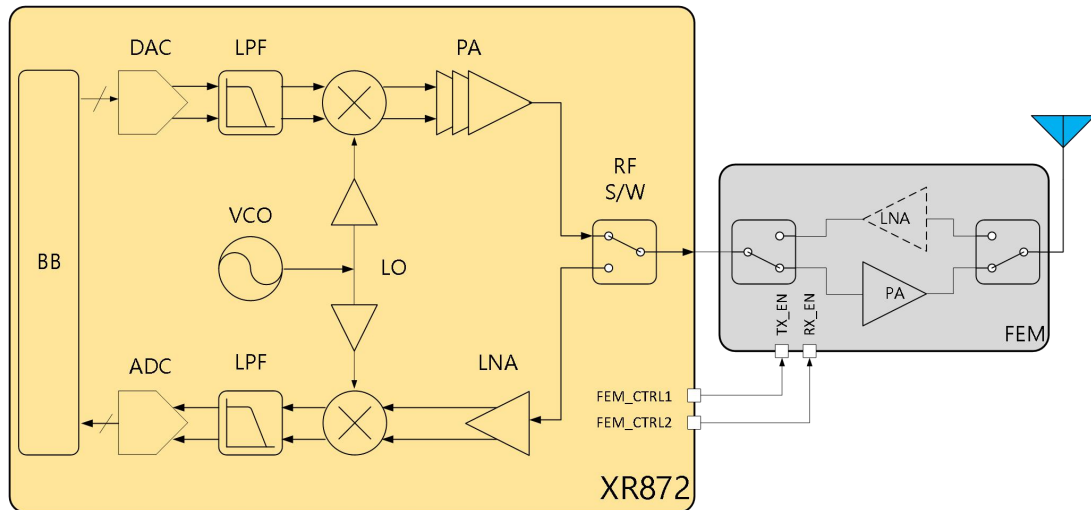 DAC
LPF
PA
RF
S/W
VCO
LO
BB
LNA
PA
TX_EN
RX_EN
FEM
ADC
LPF
LNA
FEM_CTRL1
FEM_CTRL2
XR872